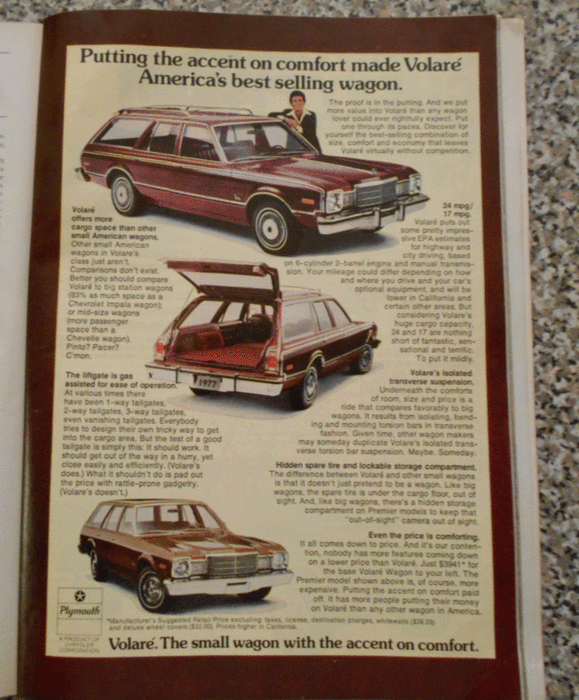 Putting the accent on comfort made Volaré
America's best selling wagon.
The proof is in the putting. And we put
more value into Volaré than any wagon
lover could ever rightfully expect. Put
one through its paces. Discover for
yourself the best-selling combination of
size, comfort and economy that leaves
Volaré virtually without competition.
Volaré
offers more
cargo space than other
small American wagons.
Other small American
wagons in Volare's
class just aren't.
Comparisons don't exist.
Better you should compare
Volaré to big station wagons
(83% as much space as a
Chevrolet Impala wagon);
or mid-size wagons
(more passenger
space than a
Chevelle wagon).
Pinto? Pacer?
C'mon.
24 mpg/
17 mpg.
Volaré puts out
some pretty impres-
sive EPA estimates
for highway and
city driving, based
on 6-cylinder 2-barrel engine and manual transmis-
sion. Your mileage could differ depending on how
and where you drive and your car's
optional equipment, and will be
lower in California and
certain other areas. But
considering Volaré's
huge cargo capacity,
24 and 17 are nothing
short of fantastic, sen-
sational and terrific.
To put it mildly.
1977
The liftgate is gas
assisted for ease of operation.
At various times there
have been 1-way tailgates,
2-way tailgates, 3-way tailgates,
even vanishing tailgates. Everybody
tries to design their own tricky way to get
into the cargo area. But the test of a good
tailgate is simply this: It should work. It
should get out of the way in a hurry, yet
close easily and efficiently. (Volare's
does.) What it shouldn't do is pad out
the price with rattle-prone gadgetry.
(Volare's doesn't.)
Volaré's isolated
transverse suspension.
Underneath the comforts
of room, size and price is a
ride that compares favorably to big
wagons. It results from isolating, bend-
ing and mounting torsion bars in transverse
fashion. Given time, other wagon makers
may someday duplicate Volaré's isolated trans-
verse torsion bar suspension. Maybe. Someday.
Hidden spare tire and lockable storage compartment.
The difference between Volaré and other small wagons
is that it doesn't just pretend to be a wagon. Like big
wagons, the spare tire is under the cargo floor, out of
sight. And, like big wagons, there's a hidden storage
compartment on Premier models to keep that
"out-of-sight" camera out of sight.
Even the price is comforting.
It all comes down to price. And it's our conten-
tion, nobody has more features coming down
on a lower price than Volaré. Just $3941* for
the base Volaré Wagon to your left. The
Premier model shown above is, of course, more
expensive. Putting the accent on comfort paid
off. It has more people putting their money
on Volaré than any other wagon in America.
Plymouth
A PRODUCT OF
CHRYSLER
CORPORATION
*Manufacturer's Suggested Retail Price excluding: taxes, license, destination charges, whitewalls ($39.25)
and deluxe wheel covers ($32.00). Prices higher in California.
Volaré. The small wagon with the accent on comfort.